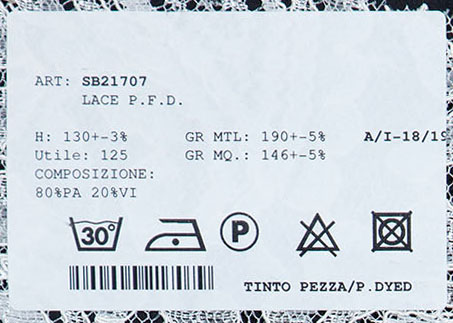 ART: SB21707
LACE P.F.D.
H: 130+-3% GR MTL: 190+-5% A/I-18/19
Utile: 125 GR MQ.: 146+-5%
COMPOSIZIONE:
80%PA 20%VI
30° P
TINTO PEZZA/P.DYED